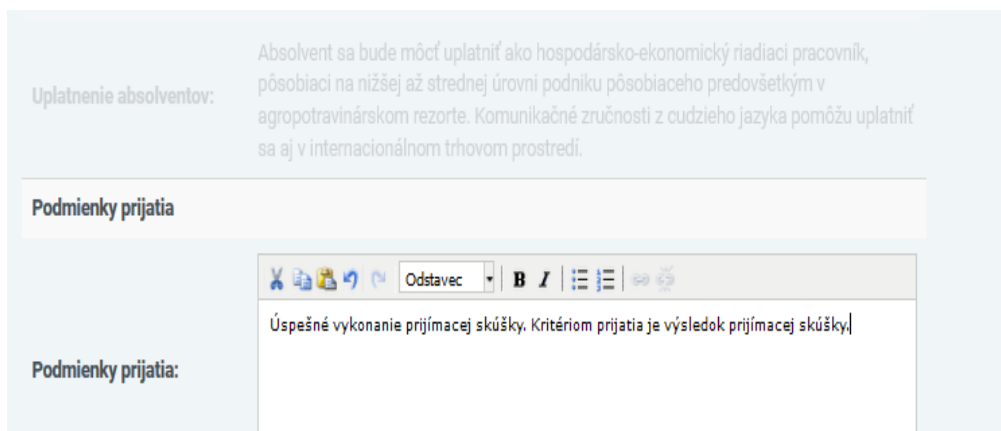 Absolvent sa bude môcť uplatniť ako hospodársko-ekonomický riadiaci pracovník,
Uplatnenie absolventov:
pôsobiaci na nižšej až strednej úrovni podniku pôsobiaceho predovšetkým v
agropotravinárskom rezorte. Komunikačné zručnosti z cudzieho jazyka pomôžu uplatniť
sa aj v internacionálnom trhovom prostredí.
Podmienky prijatia
Odstavec B I
Úspešné vykonanie prijímacej skúšky. Kritériom prijatia je výsledok prijímacej skúšky.
Podmienky prijatia: